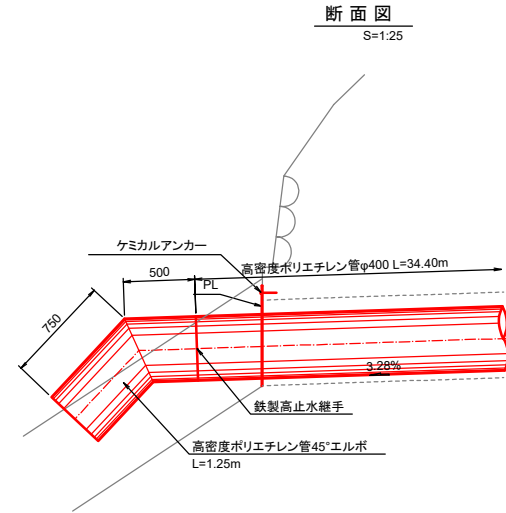 断面図
S=1:25
ケミカルアンカー
高密度ポリエチレン管φ400 L=34.40m
500
PL
750
3.28%
鉄製高止水継手
高密度ポリエチレン管45°エルボ
L=1.25m